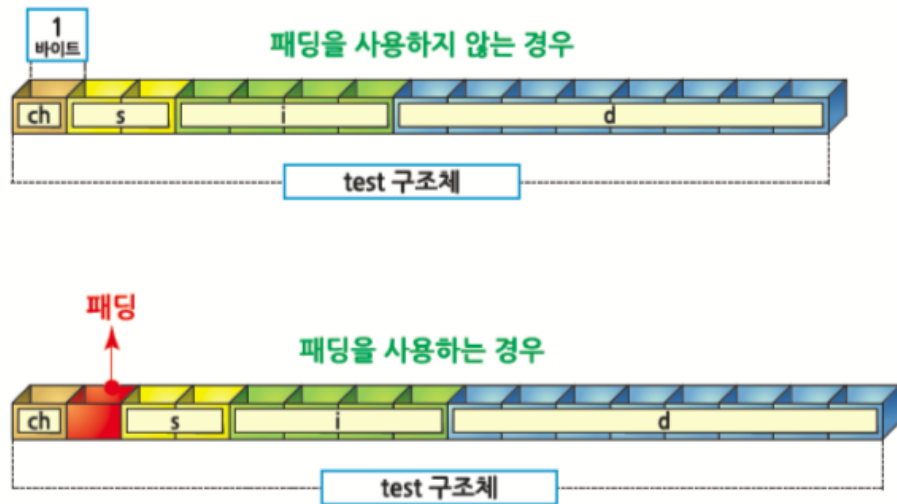 1
바이트
패딩을 사용하지 않는 경우
ch s i d
test 구조체
패딩
패딩을 사용하는 경우
ch s i d
test 구조체